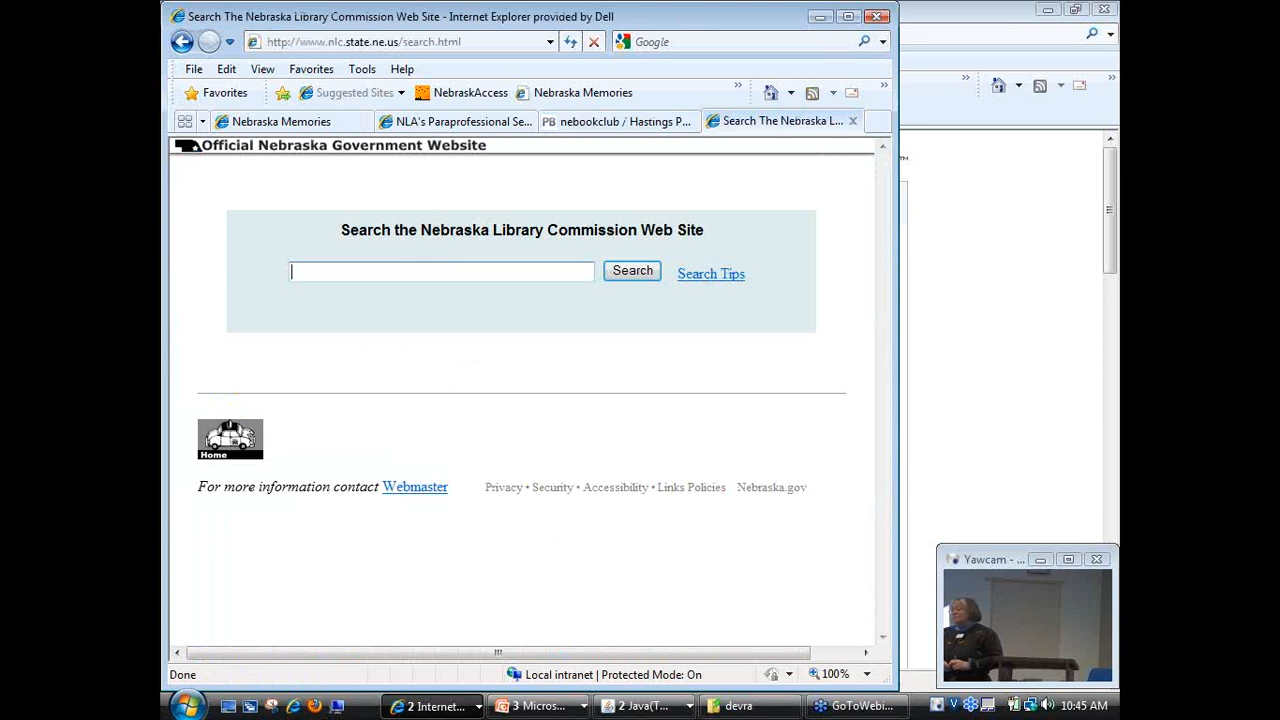 Search The Nebraska Library Commission Web Site - Internet Explorer provided by Dell
http://www.nlc.state.ne.us/search.html
Google
File Edit View Favorites Tools Help
Favorites Suggested Sites NebraskAccess Nebraska Memories
Nebraska Memories NLA's Paraprofessional Se... PB nebookclub / Hastings P... Search The Nebraska L...
Official Nebraska Government Website
Search the Nebraska Library Commission Web Site
Search Search Tips
Home
For more information contact Webmaster Privacy • Security • Accessibility • Links Policies Nebraska.gov
Yawcam - ...
Done Local intranet | Protected Mode: On 100%
2 Internet... 3 Micros... 2 Java(T... devra GoToWebi... 10:45 AM